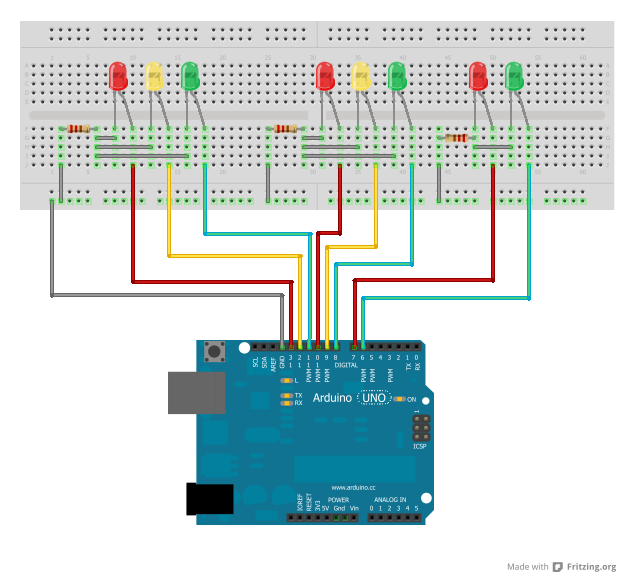 SCL
SDA
AREF
GND
13
12
PWM 11
PWM 10
PWM 9
8
DIGITAL
7
PWM 6
PWM 5
4
PWM 3
2
TX 1
RX 0
L
TX
RX
Arduino UNO
ON
1
ICSP
www.arduino.cc
POWER
ANALOG IN
IOREF
RESET
3V3
5V
Gnd
Vin
0 1 2 3 4 5
Made with Fritzing.org